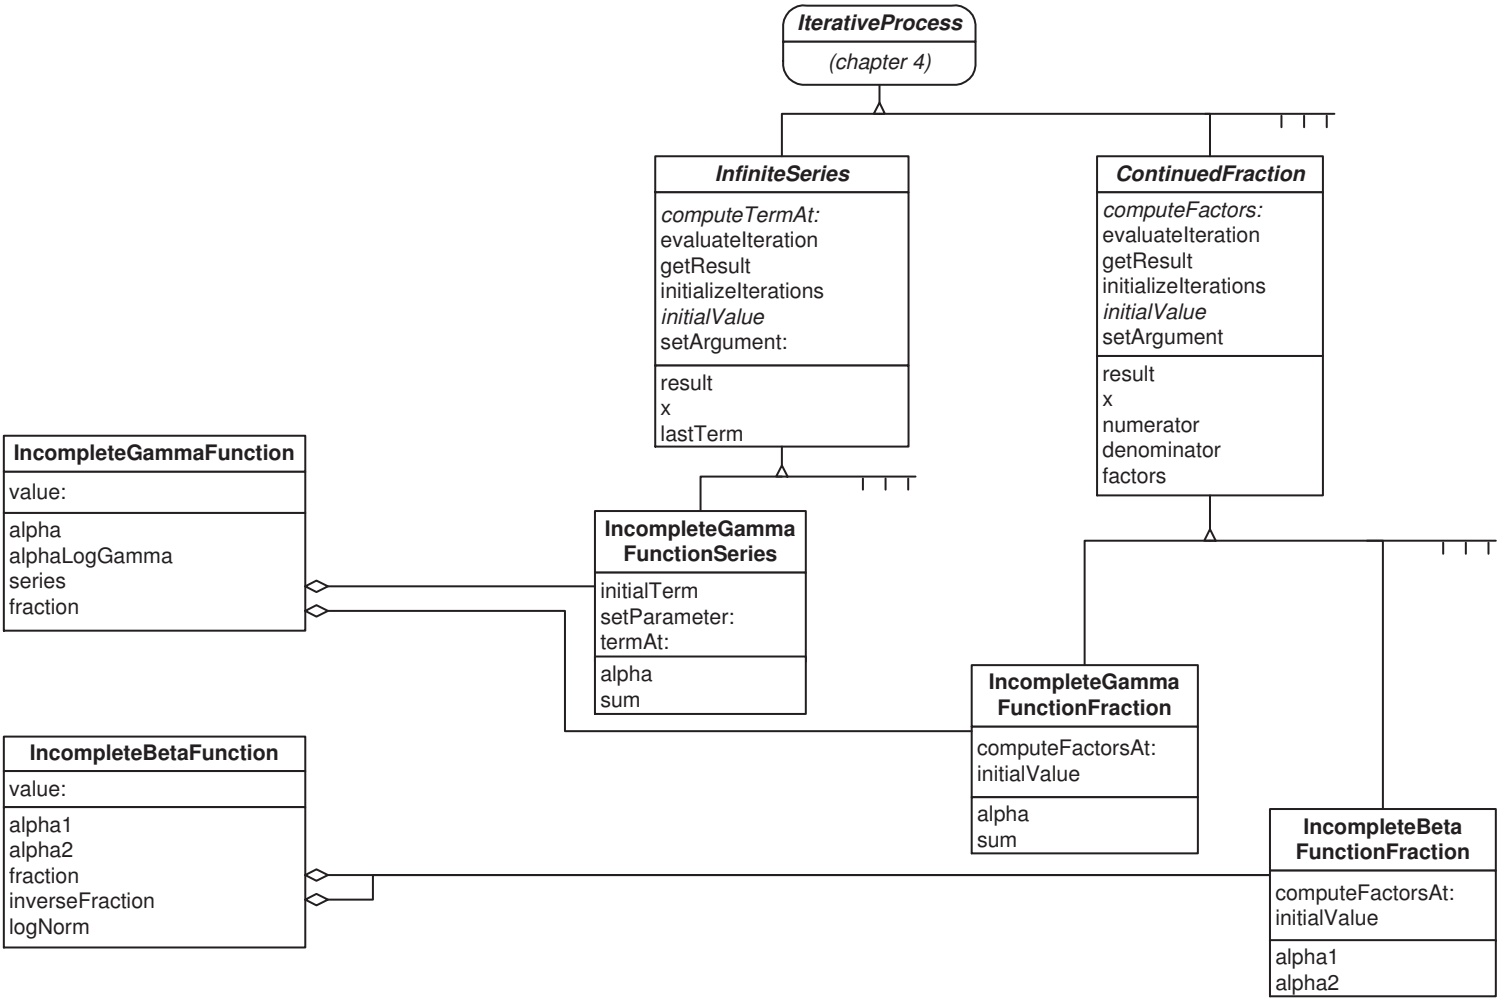 IterativeProcess
(chapter 4)
InfiniteSeries
computeTermAt:
evaluateIteration
getResult
initializeIterations
initialValue
setArgument:
result
x
lastTerm
ContinuedFraction
computeFactors:
evaluateIteration
getResult
initializeIterations
initialValue
setArgument
result
x
numerator
denominator
factors
IncompleteGammaFunction
value:
alpha
alphaLogGamma
series
fraction
IncompleteGamma
FunctionSeries
initialTerm
setParameter:
termAt:
alpha
sum
IncompleteGamma
FunctionFraction
computeFactorsAt:
initialValue
alpha
sum
IncompleteBetaFunction
value:
alpha1
alpha2
fraction
inverseFraction
logNorm
IncompleteBeta
FunctionFraction
computeFactorsAt:
initialValue
alpha1
alpha2